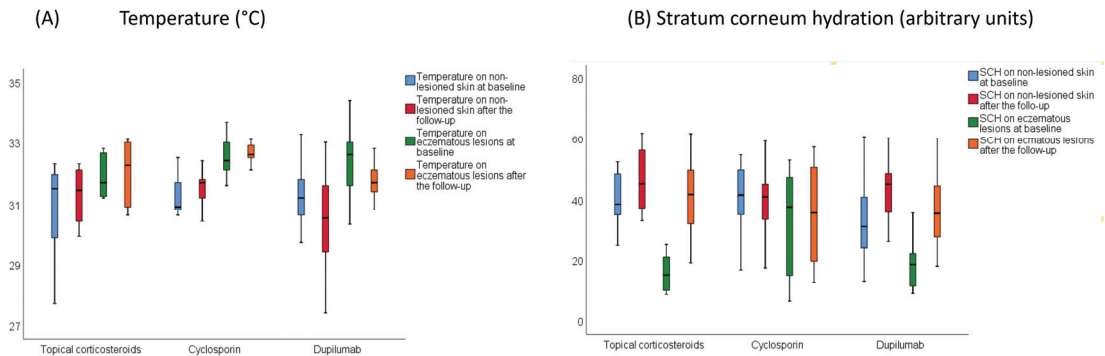 (A) Temperature (°C)
35
33
31
29
27
Topical corticosteroids Cyclosporin Dupilumab
Temperature on non-
lesioned skin at baseline
Temperature on non-
lesioned skin after the
follow-up
Temperature on
eczematous lesions at
baseline
Temperature on
eczematous lesions after
the follow-up
(B) Stratum corneum hydration (arbitrary units)
80
60
40
20
0
Topical corticosteroids Cyclosporin Dupilumab
SCH on non-lesioned skin
at baseline
SCH on non-lesioned skin
after the follo-up
SCH on eczematous
lesions at baseline
SCH on ecmatous lesions
after the follow-up